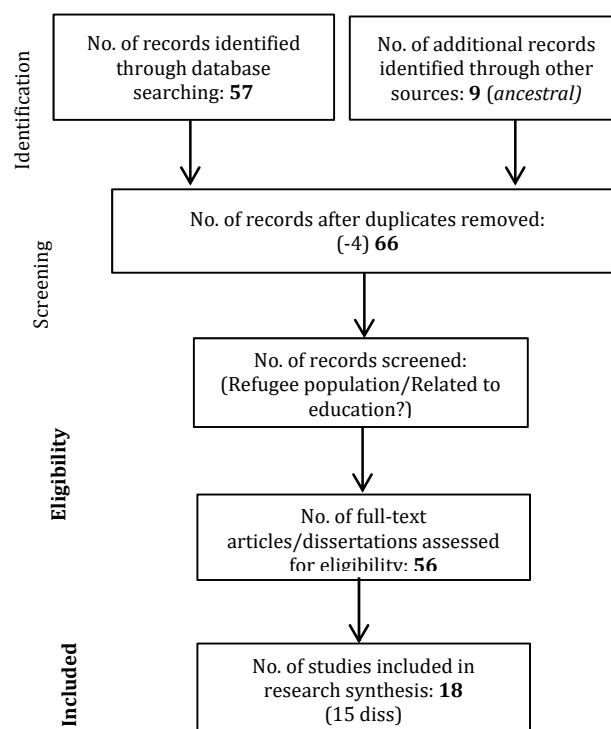 No. of records identified
through database
searching: 57
No. of additional records
identified through other
sources: 9 (ancestral)
Identification
No. of records after duplicates removed:
(-4) 66
Screening
No. of records screened:
(Refugee population/Related to
education?)
Eligibility
No. of full-text
articles/dissertations assessed
for eligibility: 56
Included
No. of studies included in
research synthesis: 18
(15 diss)